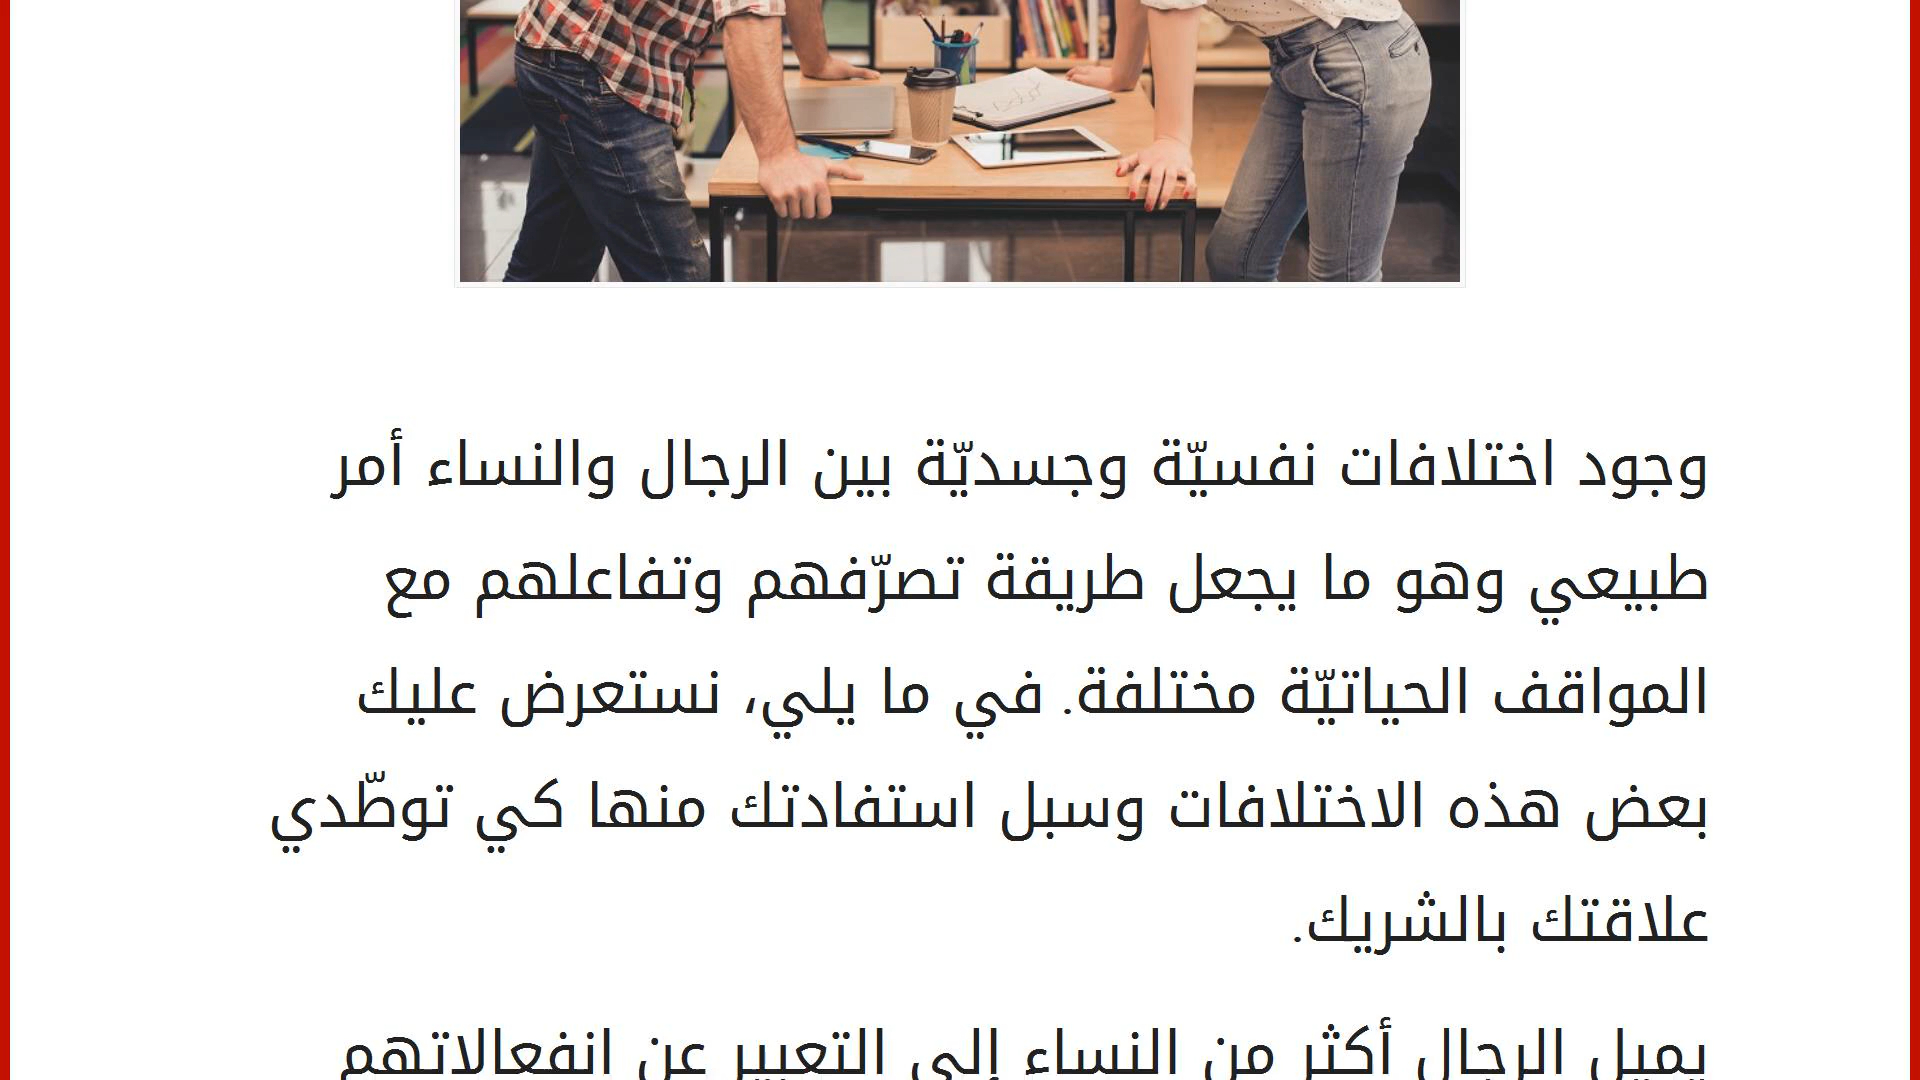 وجود اختلافات نفسيّة وجسديّة بين الرجال والنساء أمر
طبيعي وهو ما يجعل طريقة تصرّفهم وتفاعلهم مع
المواقف الحياتيّة مختلفة. في ما يلي، نستعرض عليك
بعض هذه الاختلافات وسبل استفادتك منها كي توطّدي
علاقتك بالشريك.
يميل الرجال أكثر من النساء إلى التعبير عن انفعالاتهم